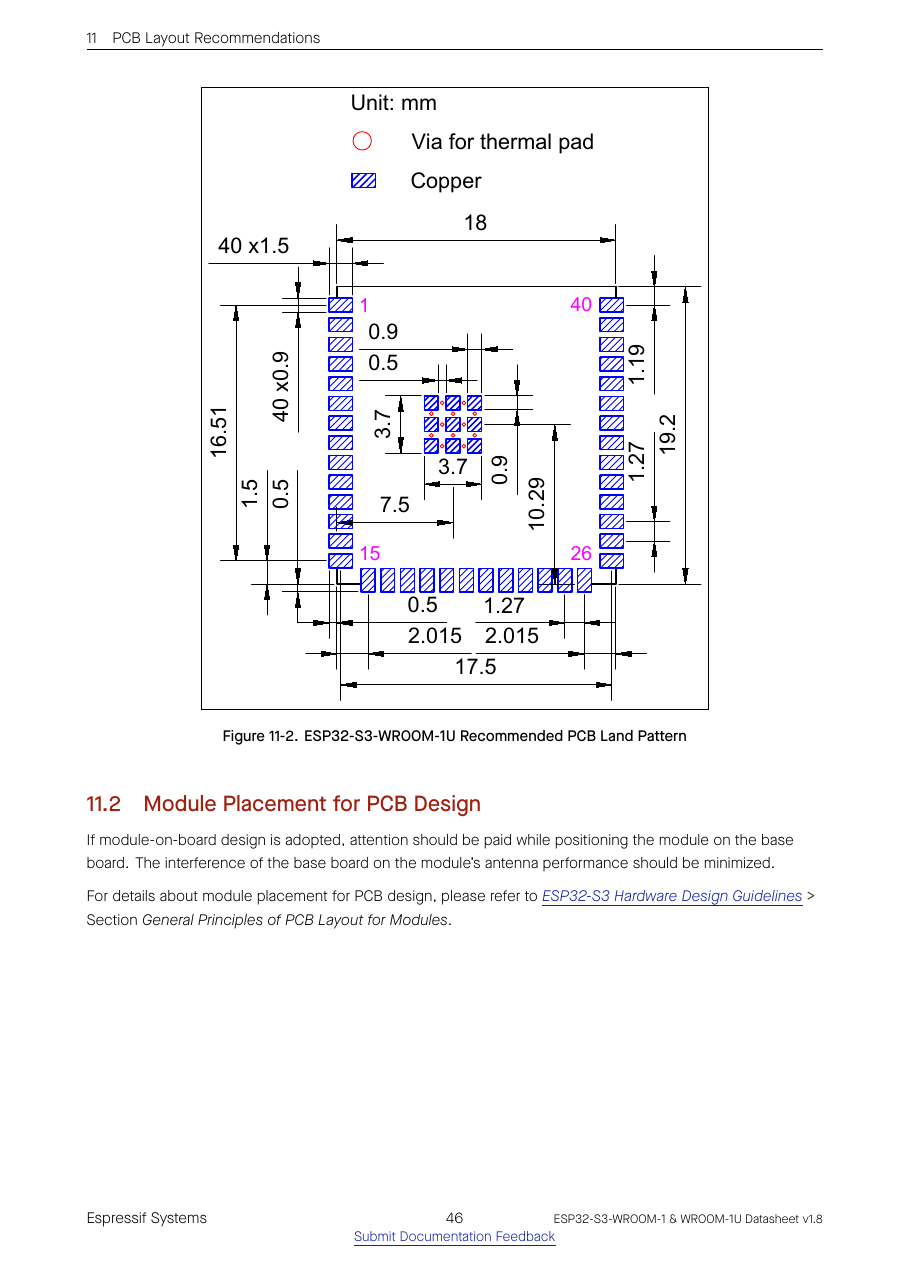 11 PCB Layout Recommendations
Unit: mm
Via for thermal pad
Copper
18
40 x1.5
1
40
0.9
0.5
40 x0.9
1.19
16.51
3.7
19.2
3.7
0.9
1.27
1.5
0.5
7.5
10.29
15
26
0.5
1.27
2.015
2.015
17.5
Figure 11-2. ESP32-S3-WROOM-1U Recommended PCB Land Pattern
11.2 Module Placement for PCB Design
If module-on-board design is adopted, attention should be paid while positioning the module on the base
board. The interference of the base board on the module's antenna performance should be minimized.
For details about module placement for PCB design, please refer to ESP32-S3 Hardware Design Guidelines >
Section General Principles of PCB Layout for Modules.
Espressif Systems
46
ESP32-S3-WROOM-1 & WROOM-1U Datasheet v1.8
Submit Documentation Feedback